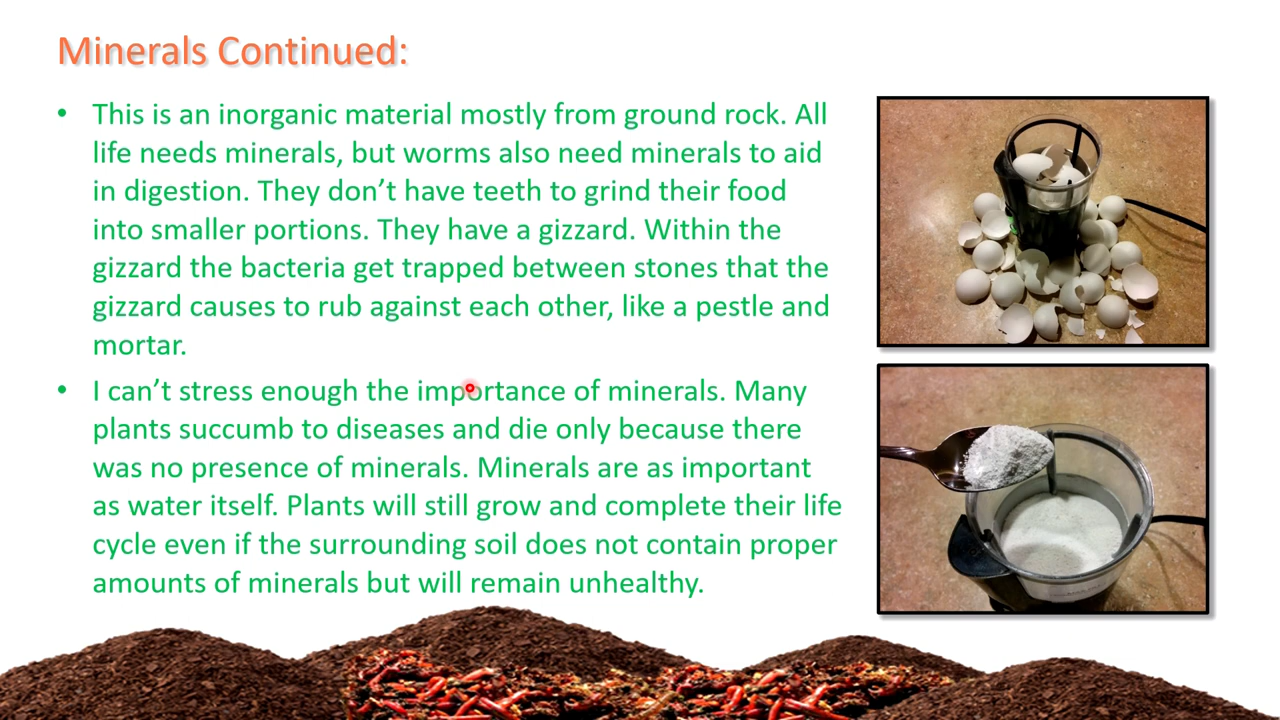 Minerals Continued:
• This is an inorganic material mostly from ground rock. All
life needs minerals, but worms also need minerals to aid
in digestion. They don’t have teeth to grind their food
into smaller portions. They have a gizzard. Within the
gizzard the bacteria get trapped between stones that the
gizzard causes to rub against each other, like a pestle and
mortar.
• I can’t stress enough the importance of minerals. Many
plants succumb to diseases and die only because there
was no presence of minerals. Minerals are as important
as water itself. Plants will still grow and complete their life
cycle even if the surrounding soil does not contain proper
amounts of minerals but will remain unhealthy.